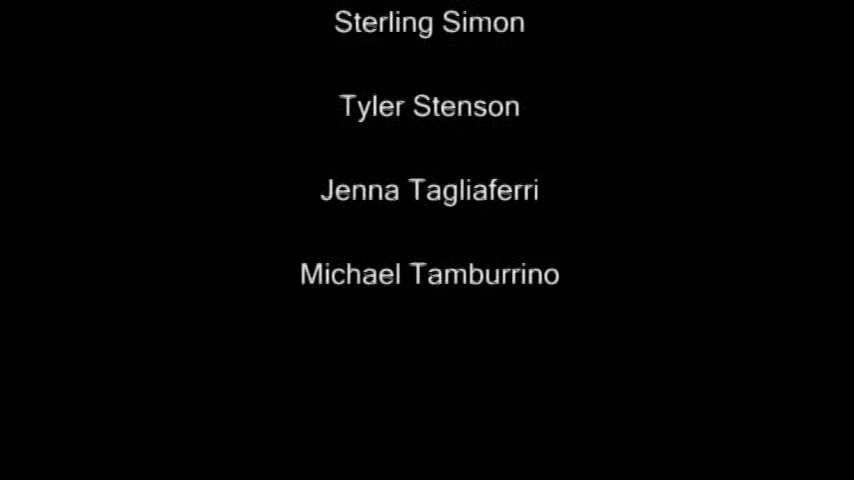 Sterling Simon
Tyler Stenson
Jenna Tagliaferri
Michael Tamburrino